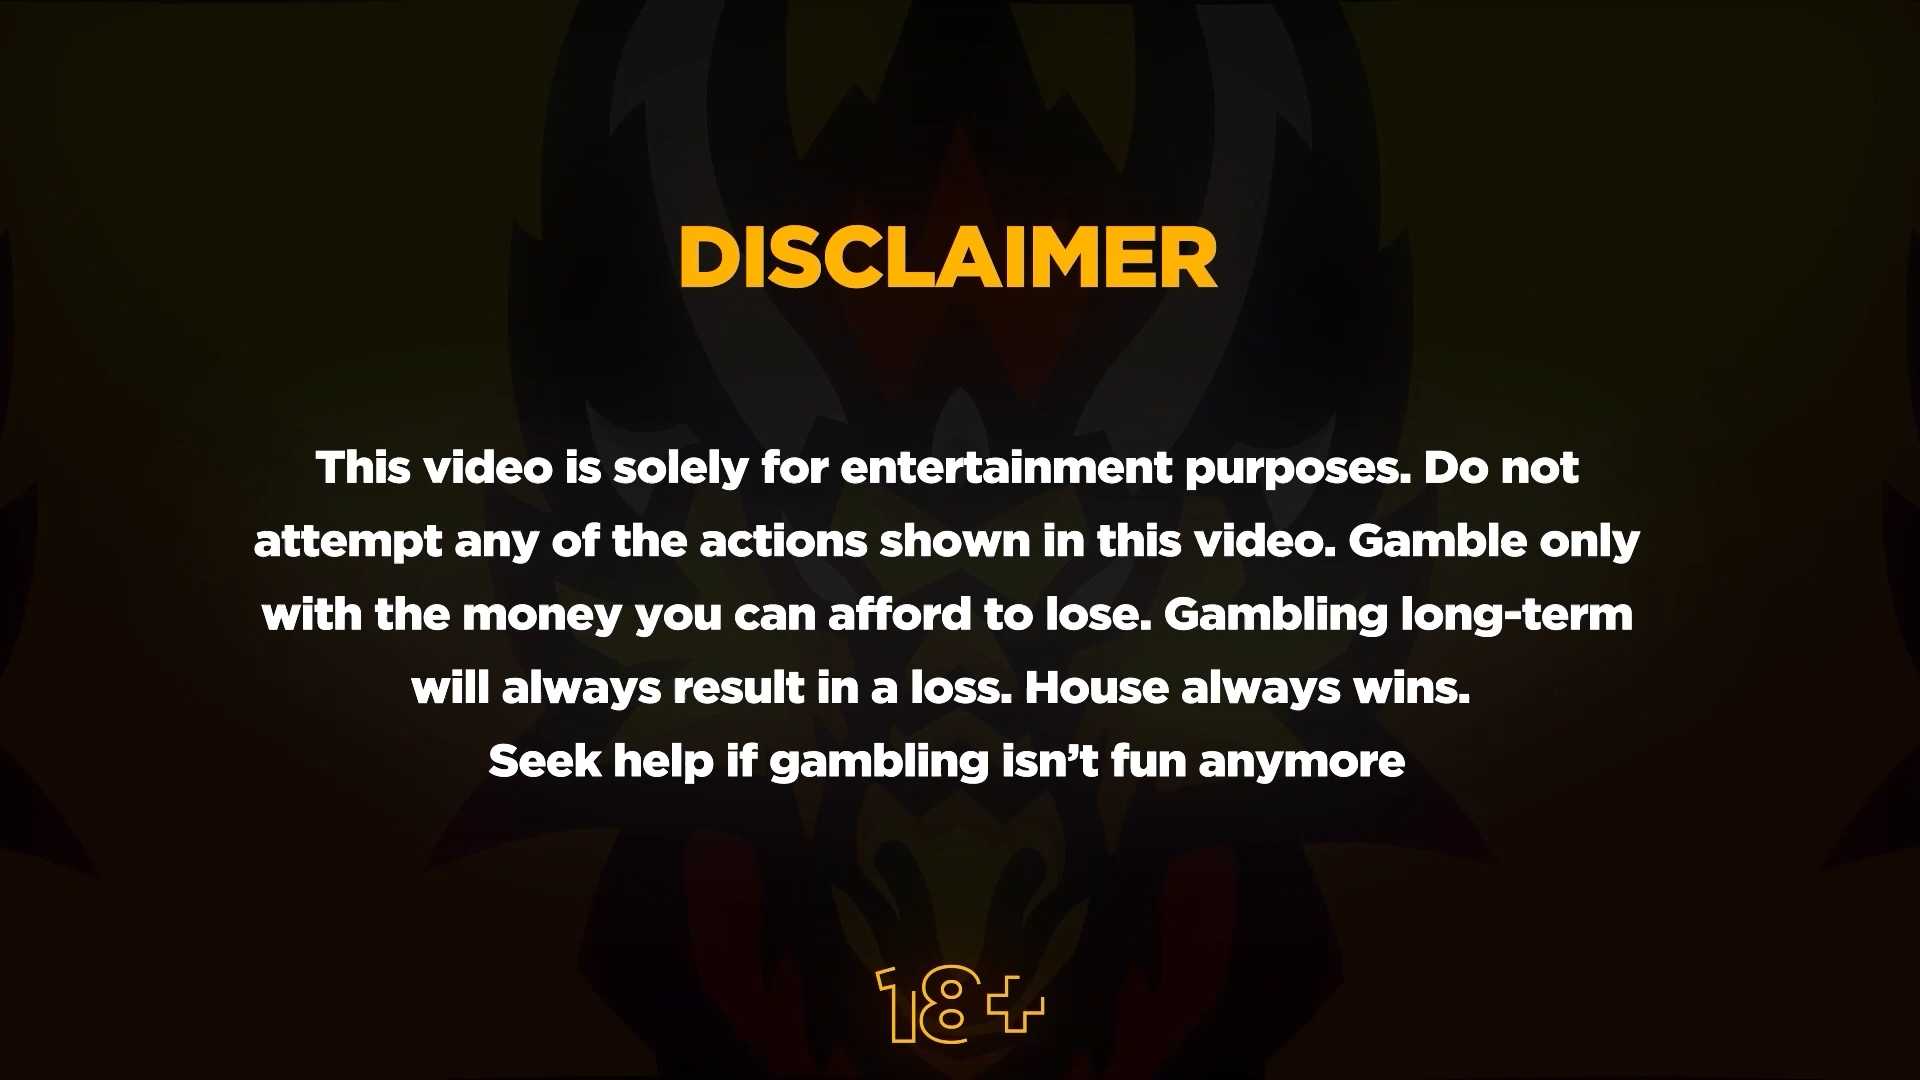 DISCLAIMER
This video is solely for entertainment purposes. Do not
attempt any of the actions shown in this video. Gamble only
with the money you can afford to lose. Gambling long-term
will always result in a loss. House always wins.
Seek help if gambling isn’t fun anymore
18+